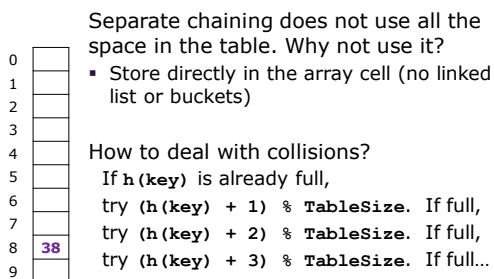 Separate chaining does not use all the
space in the table. Why not use it?
▪ Store directly in the array cell (no linked
list or buckets)
How to deal with collisions?
If h(key) is already full,
try (h(key) + 1) % TableSize. If full,
try (h(key) + 2) % TableSize. If full,
try (h(key) + 3) % TableSize. If full…
0
1
2
3
4
5
6
7
8 38
9